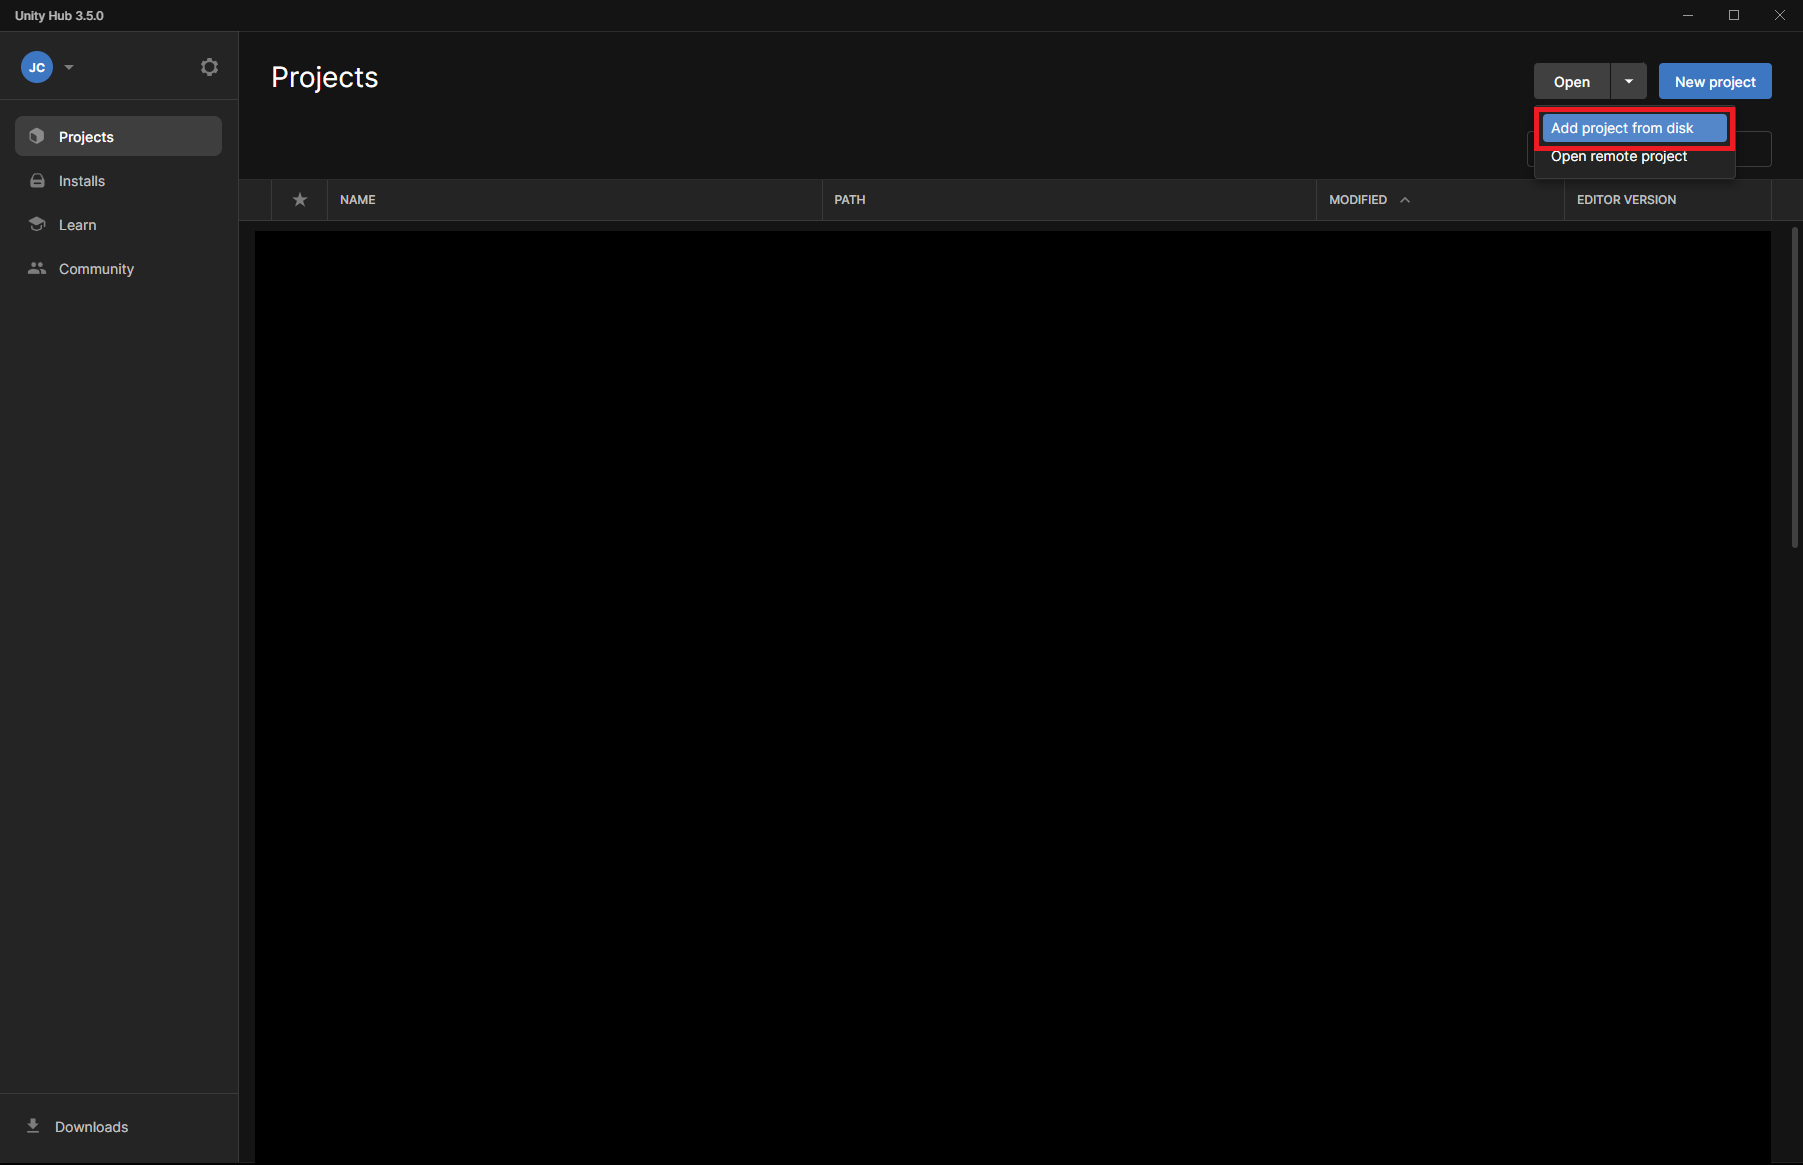 Unity Hub 3.5.0
JC
Projects
Installs
Learn
Community
Downloads
Projects
Open
New project
Add project from disk
Open remote project
NAME
PATH
MODIFIED
EDITOR VERSION